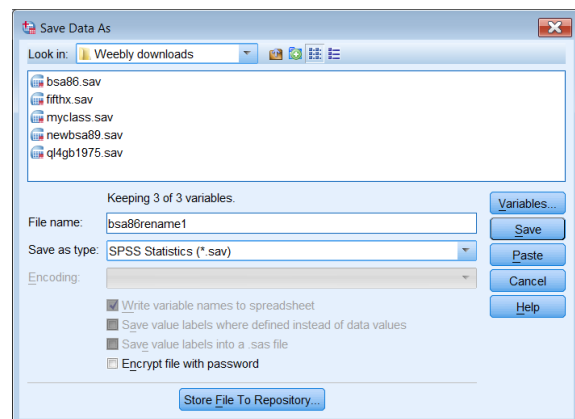 Save Data As
Look in: Weebly downloads
bsa86.sav
fifthx.sav
myclass.sav
newbsa89.sav
ql4gb1975.sav
Keeping 3 of 3 variables.
Variables...
File name: bsa86rename1
Save
Save as type: SPSS Statistics (*.sav)
Paste
Encoding:
Cancel
Write variable names to spreadsheet
Help
Save value labels where defined instead of data values
Save value labels into a .sas file
Encrypt file with password
Store File To Repository...